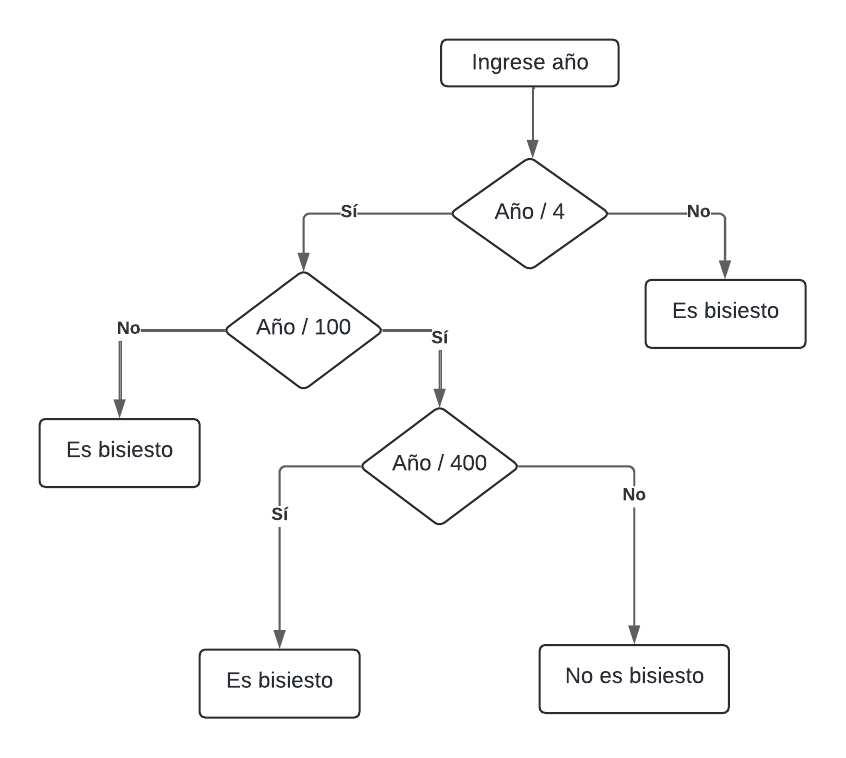 Ingrese año
Año / 4
Sí
No
Es bisiesto
Año / 100
No
Sí
Es bisiesto
Año / 400
Sí
No
Es bisiesto
No es bisiesto